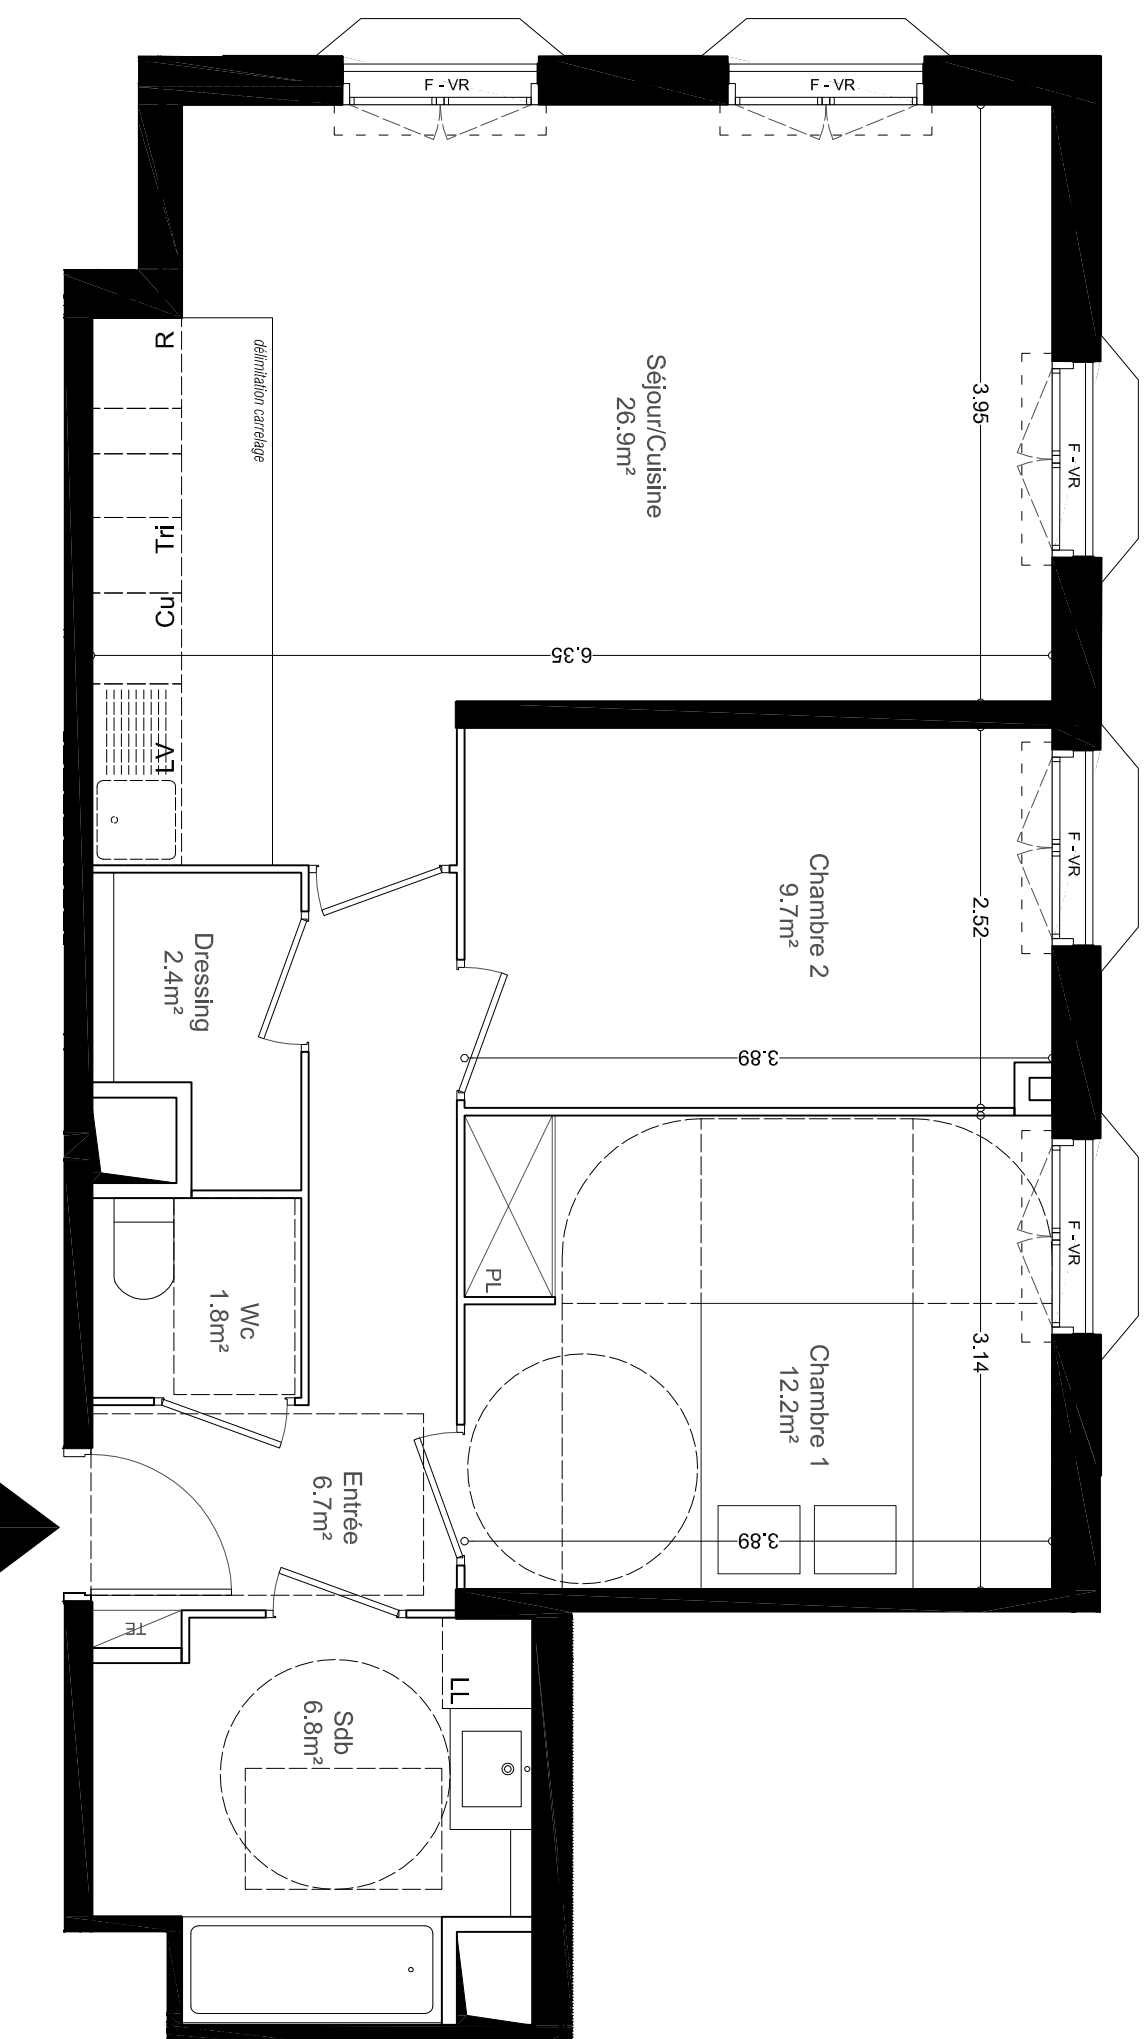 F - VR
F - VR
F - VR
F - VR
F - VR
Séjour/Cuisine
26.9m²
3.95
6.35
délimitation carrelage
R
Tri
Cu
LV
Chambre 2
9.7m²
2.52
3.89
Dressing
2.4m²
PL
Chambre 1
12.2m²
3.14
3.89
Wc
1.8m²
Entrée
6.7m²
TE
LL
Sdb
6.8m²